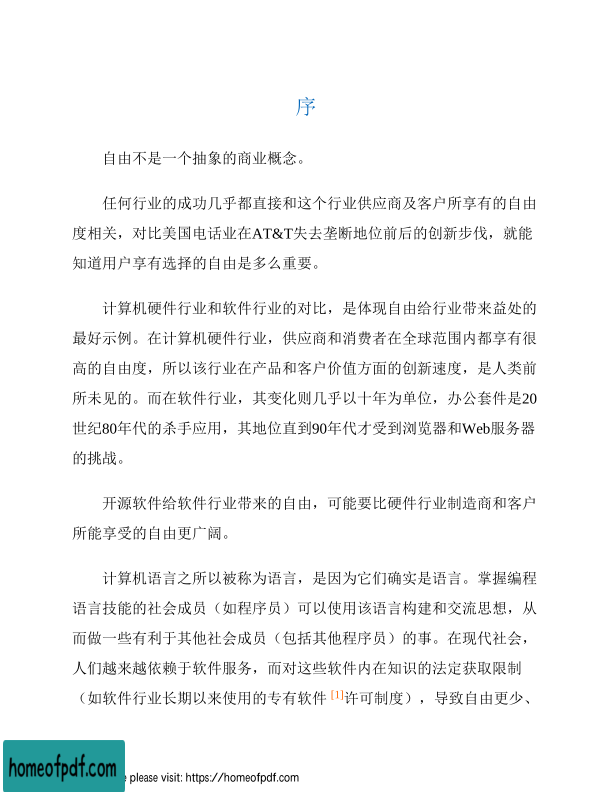 序
自由不是一个抽象的商业概念。
任何行业的成功几乎都直接和这个行业供应商及客户所享有的自由
度相关，对比美国电话业在AT&T失去垄断地位前后的创新步伐，就能
知道用户享有选择的自由是多么重要。
计算机硬件行业和软件行业的对比，是体现自由给行业带来益处的
最好示例。在计算机硬件行业，供应商和消费者在全球范围内都享有很
高的自由度，所以该行业在产品和客户价值方面的创新速度，是人类前
所未见的。而在软件行业，其变化则几乎以十年为单位，办公套件是20
世纪80年代的杀手应用，其地位直到90年代才受到浏览器和Web服务器
的挑战。
开源软件给软件行业带来的自由，可能要比硬件行业制造商和客户
所能享受的自由更广阔。
计算机语言之所以被称为语言，是因为它们确实是语言。掌握编程
语言技能的社会成员（如程序员）可以使用该语言构建和交流思想，从
而做一些有利于其他社会成员（包括其他程序员）的事。在现代社会，
人们越来越依赖于软件服务，而对这些软件内在知识的法定获取限制
（如软件行业长期以来使用的专有软件 [1]许可制度），导致自由更少、
homeofpdf.com
e please visit: https://homeofpdf.com